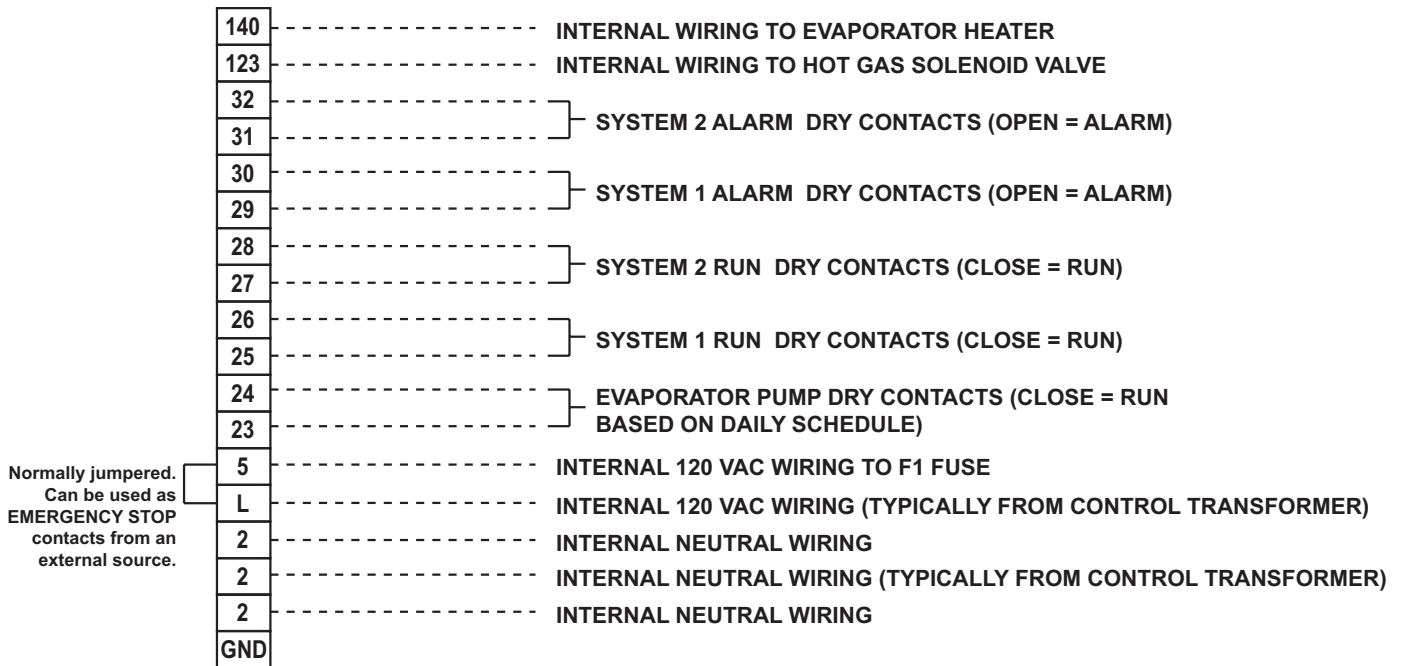 140 INTERNAL WIRING TO EVAPORATOR HEATER
123 INTERNAL WIRING TO HOT GAS SOLENOID VALVE
32
SYSTEM 2 ALARM DRY CONTACTS (OPEN = ALARM)
31
30
SYSTEM 1 ALARM DRY CONTACTS (OPEN = ALARM)
29
28
SYSTEM 2 RUN DRY CONTACTS (CLOSE = RUN)
27
26
SYSTEM 1 RUN DRY CONTACTS (CLOSE = RUN)
25
24
EVAPORATOR PUMP DRY CONTACTS (CLOSE = RUN
BASED ON DAILY SCHEDULE)
23
5 INTERNAL 120 VAC WIRING TO F1 FUSE
Normally jumpered.
Can be used as
EMERGENCY STOP
contacts from an
external source.
L INTERNAL 120 VAC WIRING (TYPICALLY FROM CONTROL TRANSFORMER)
2 INTERNAL NEUTRAL WIRING
2 INTERNAL NEUTRAL WIRING (TYPICALLY FROM CONTROL TRANSFORMER)
2 INTERNAL NEUTRAL WIRING
GND